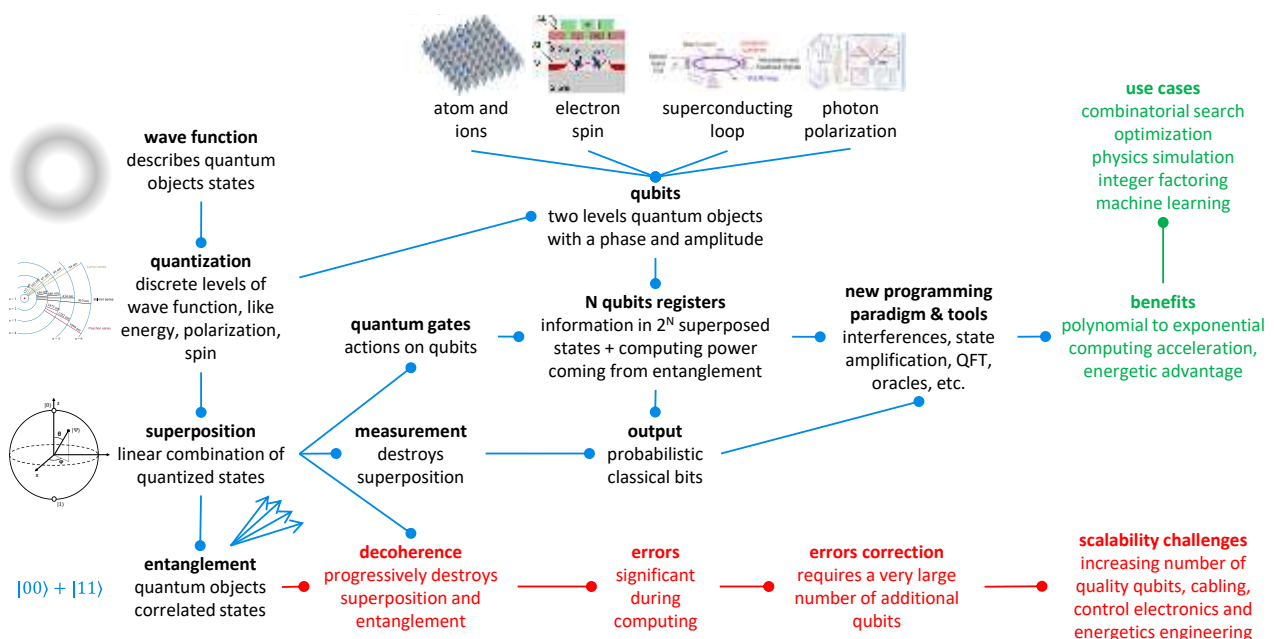 atom and
ions
electron
spin
superconducting
loop
photon
polarization
wave function
describes quantum
objects states
qubits
two levels quantum objects
with a phase and amplitude
use cases
combinatorial search
optimization
physics simulation
integer factoring
machine learning
quantization
discrete levels of
wave function, like
energy, polarization,
spin
quantum gates
actions on qubits
N qubits registers
information in 2ᴺ superposed
states + computing power
coming from entanglement
new programming
paradigm & tools
interferences, state
amplification, QFT,
oracles, etc.
benefits
polynomial to exponential
computing acceleration,
energetic advantage
z
|0⟩
θ
|Ψ⟩
φ
x
|1⟩
superposition
linear combination of
quantized states
measurement
destroys
superposition
output
probabilistic
classical bits
|00⟩ + |11⟩
entanglement
quantum objects
correlated states
decoherence
progressively destroys
superposition and
entanglement
errors
significant
during
computing
errors correction
requires a very large
number of additional
qubits
scalability challenges
increasing number of
quality qubits, cabling,
control electronics and
energetics engineering